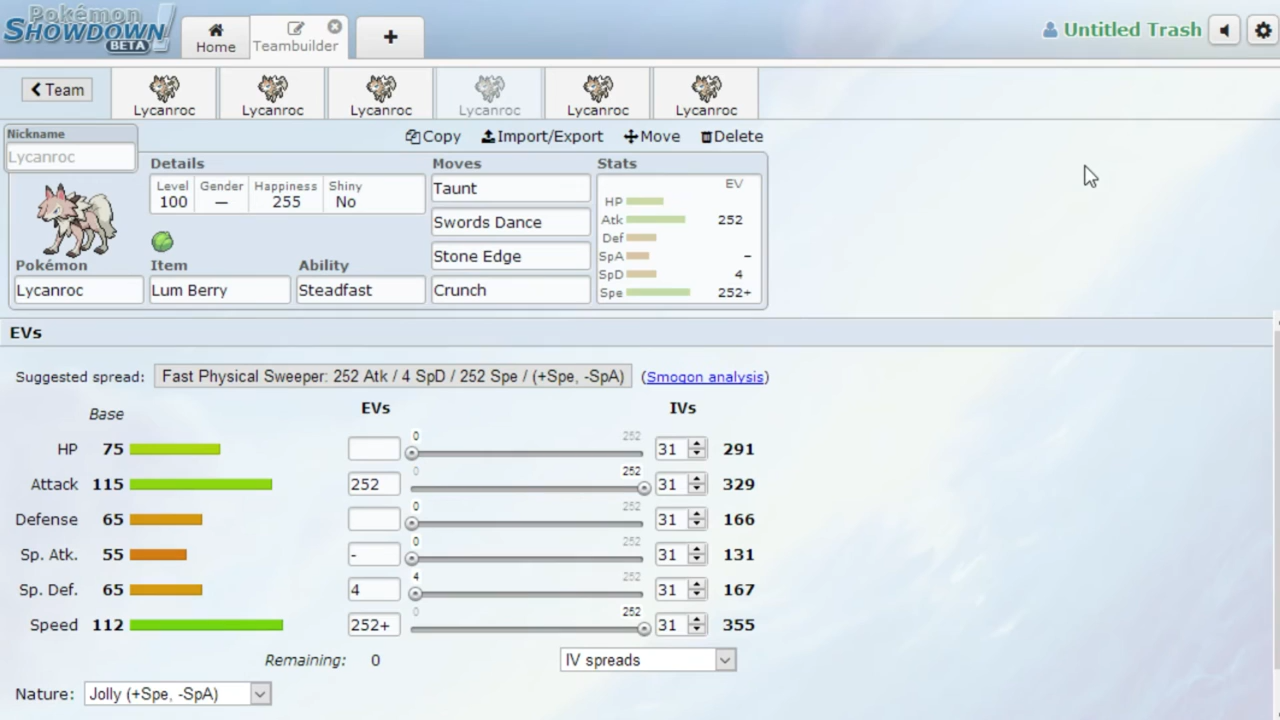 Pokémon
SHOWDOWN!
BETA
Home
Teambuilder
+
Untitled Trash
Team
Lycanroc
Lycanroc
Lycanroc
Lycanroc
Lycanroc
Lycanroc
Nickname
Lycanroc
Copy
Import/Export
Move
Delete
Details
Moves
Stats
Level
Gender
Happiness
Shiny
100
—
255
No
Taunt
Swords Dance
Stone Edge
Crunch
EV
HP
Atk 252
Def
SpA –
SpD 4
Spe 252+
Pokémon
Item
Ability
Lycanroc
Lum Berry
Steadfast
EVs
Suggested spread: Fast Physical Sweeper: 252 Atk / 4 SpD / 252 Spe / (+Spe, -SpA) (Smogon analysis)
Base EVs IVs
0 252
HP 75 31 291
0 252
Attack 115 252 31 329
0 252
Defense 65 31 166
0 252
Sp. Atk. 55 - 31 131
4 252
Sp. Def. 65 4 31 167
0 252
Speed 112 252+ 31 355
Remaining: 0 IV spreads
Nature: Jolly (+Spe, -SpA)